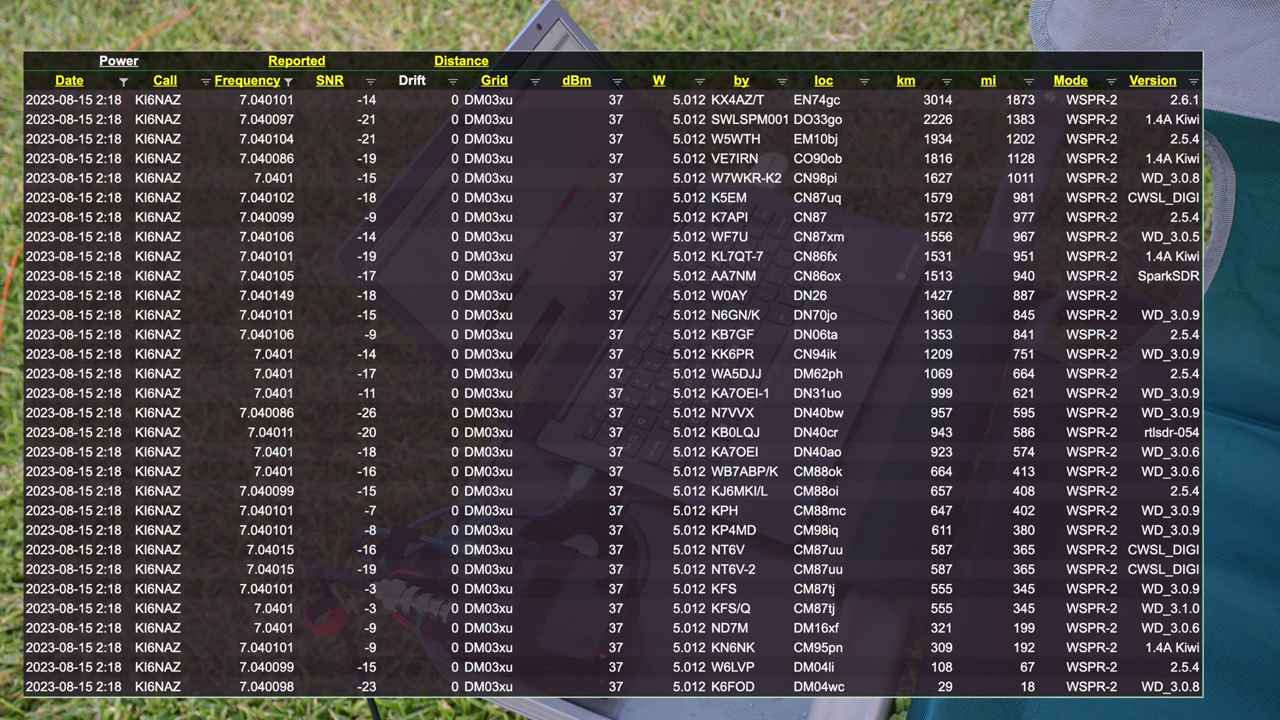 Power Reported Distance
Date Call Frequency SNR Drift Grid dBm W by loc km mi Mode Version
2023-08-15 2:18 KI6NAZ 7.040101 -14 0 DM03xu 37 5.012 KX4AZ/T EN74gc 3014 1873 WSPR-2 2.6.1
2023-08-15 2:18 KI6NAZ 7.040097 -21 0 DM03xu 37 5.012 SWLSPM001 DO33go 2226 1383 WSPR-2 1.4A Kiwi
2023-08-15 2:18 KI6NAZ 7.040104 -21 0 DM03xu 37 5.012 W5WTH EM10bj 1934 1202 WSPR-2 2.5.4
2023-08-15 2:18 KI6NAZ 7.040086 -19 0 DM03xu 37 5.012 VE7IRN CO90ob 1816 1128 WSPR-2 1.4A Kiwi
2023-08-15 2:18 KI6NAZ 7.0401 -15 0 DM03xu 37 5.012 W7WKR-K2 CN98pi 1627 1011 WSPR-2 WD_3.0.8
2023-08-15 2:18 KI6NAZ 7.040102 -18 0 DM03xu 37 5.012 K5EM CN87uq 1579 981 WSPR-2 CWSL_DIGI
2023-08-15 2:18 KI6NAZ 7.040099 -9 0 DM03xu 37 5.012 K7API CN87 1572 977 WSPR-2 2.5.4
2023-08-15 2:18 KI6NAZ 7.040106 -14 0 DM03xu 37 5.012 WF7U CN87xm 1556 967 WSPR-2 WD_3.0.5
2023-08-15 2:18 KI6NAZ 7.040101 -19 0 DM03xu 37 5.012 KL7QT-7 CN86fx 1531 951 WSPR-2 1.4A Kiwi
2023-08-15 2:18 KI6NAZ 7.040105 -17 0 DM03xu 37 5.012 AA7NM CN86ox 1513 940 WSPR-2 SparkSDR
2023-08-15 2:18 KI6NAZ 7.040149 -18 0 DM03xu 37 5.012 W0AY DN26 1427 887 WSPR-2
2023-08-15 2:18 KI6NAZ 7.040101 -15 0 DM03xu 37 5.012 N6GN/K DN70jo 1360 845 WSPR-2 WD_3.0.9
2023-08-15 2:18 KI6NAZ 7.040106 -9 0 DM03xu 37 5.012 KB7GF DN06ta 1353 841 WSPR-2 2.5.4
2023-08-15 2:18 KI6NAZ 7.0401 -14 0 DM03xu 37 5.012 KK6PR CN94ik 1209 751 WSPR-2 WD_3.0.9
2023-08-15 2:18 KI6NAZ 7.0401 -17 0 DM03xu 37 5.012 WA5DJJ DM62ph 1069 664 WSPR-2 2.5.4
2023-08-15 2:18 KI6NAZ 7.0401 -11 0 DM03xu 37 5.012 KA7OEI-1 DN31uo 999 621 WSPR-2 WD_3.0.9
2023-08-15 2:18 KI6NAZ 7.040086 -26 0 DM03xu 37 5.012 N7VVX DN40bw 957 595 WSPR-2 WD_3.0.9
2023-08-15 2:18 KI6NAZ 7.04011 -20 0 DM03xu 37 5.012 KB0LQJ DN40cr 943 586 WSPR-2 rtlsdr-054
2023-08-15 2:18 KI6NAZ 7.0401 -18 0 DM03xu 37 5.012 KA7OEI DN40ao 923 574 WSPR-2 WD_3.0.6
2023-08-15 2:18 KI6NAZ 7.0401 -16 0 DM03xu 37 5.012 WB7ABP/K CM88ok 664 413 WSPR-2 WD_3.0.6
2023-08-15 2:18 KI6NAZ 7.040099 -15 0 DM03xu 37 5.012 KJ6MKI/L CM88oi 657 408 WSPR-2 2.5.4
2023-08-15 2:18 KI6NAZ 7.040101 -7 0 DM03xu 37 5.012 KPH CM88mc 647 402 WSPR-2 WD_3.0.9
2023-08-15 2:18 KI6NAZ 7.040101 -8 0 DM03xu 37 5.012 KP4MD CM98iq 611 380 WSPR-2 WD_3.0.9
2023-08-15 2:18 KI6NAZ 7.04015 -16 0 DM03xu 37 5.012 NT6V CM87uu 587 365 WSPR-2 CWSL_DIGI
2023-08-15 2:18 KI6NAZ 7.04015 -19 0 DM03xu 37 5.012 NT6V-2 CM87uu 587 365 WSPR-2 CWSL_DIGI
2023-08-15 2:18 KI6NAZ 7.040101 -3 0 DM03xu 37 5.012 KFS CM87tj 555 345 WSPR-2 WD_3.0.9
2023-08-15 2:18 KI6NAZ 7.0401 -3 0 DM03xu 37 5.012 KFS/Q CM87tj 555 345 WSPR-2 WD_3.1.0
2023-08-15 2:18 KI6NAZ 7.0401 -9 0 DM03xu 37 5.012 ND7M DM16xf 321 199 WSPR-2 WD_3.0.6
2023-08-15 2:18 KI6NAZ 7.040101 -9 0 DM03xu 37 5.012 KN6NK CM95pn 309 192 WSPR-2 1.4A Kiwi
2023-08-15 2:18 KI6NAZ 7.040099 -15 0 DM03xu 37 5.012 W6LVP DM04li 108 67 WSPR-2 2.5.4
2023-08-15 2:18 KI6NAZ 7.040098 -23 0 DM03xu 37 5.012 K6FOD DM04wc 29 18 WSPR-2 WD_3.0.8